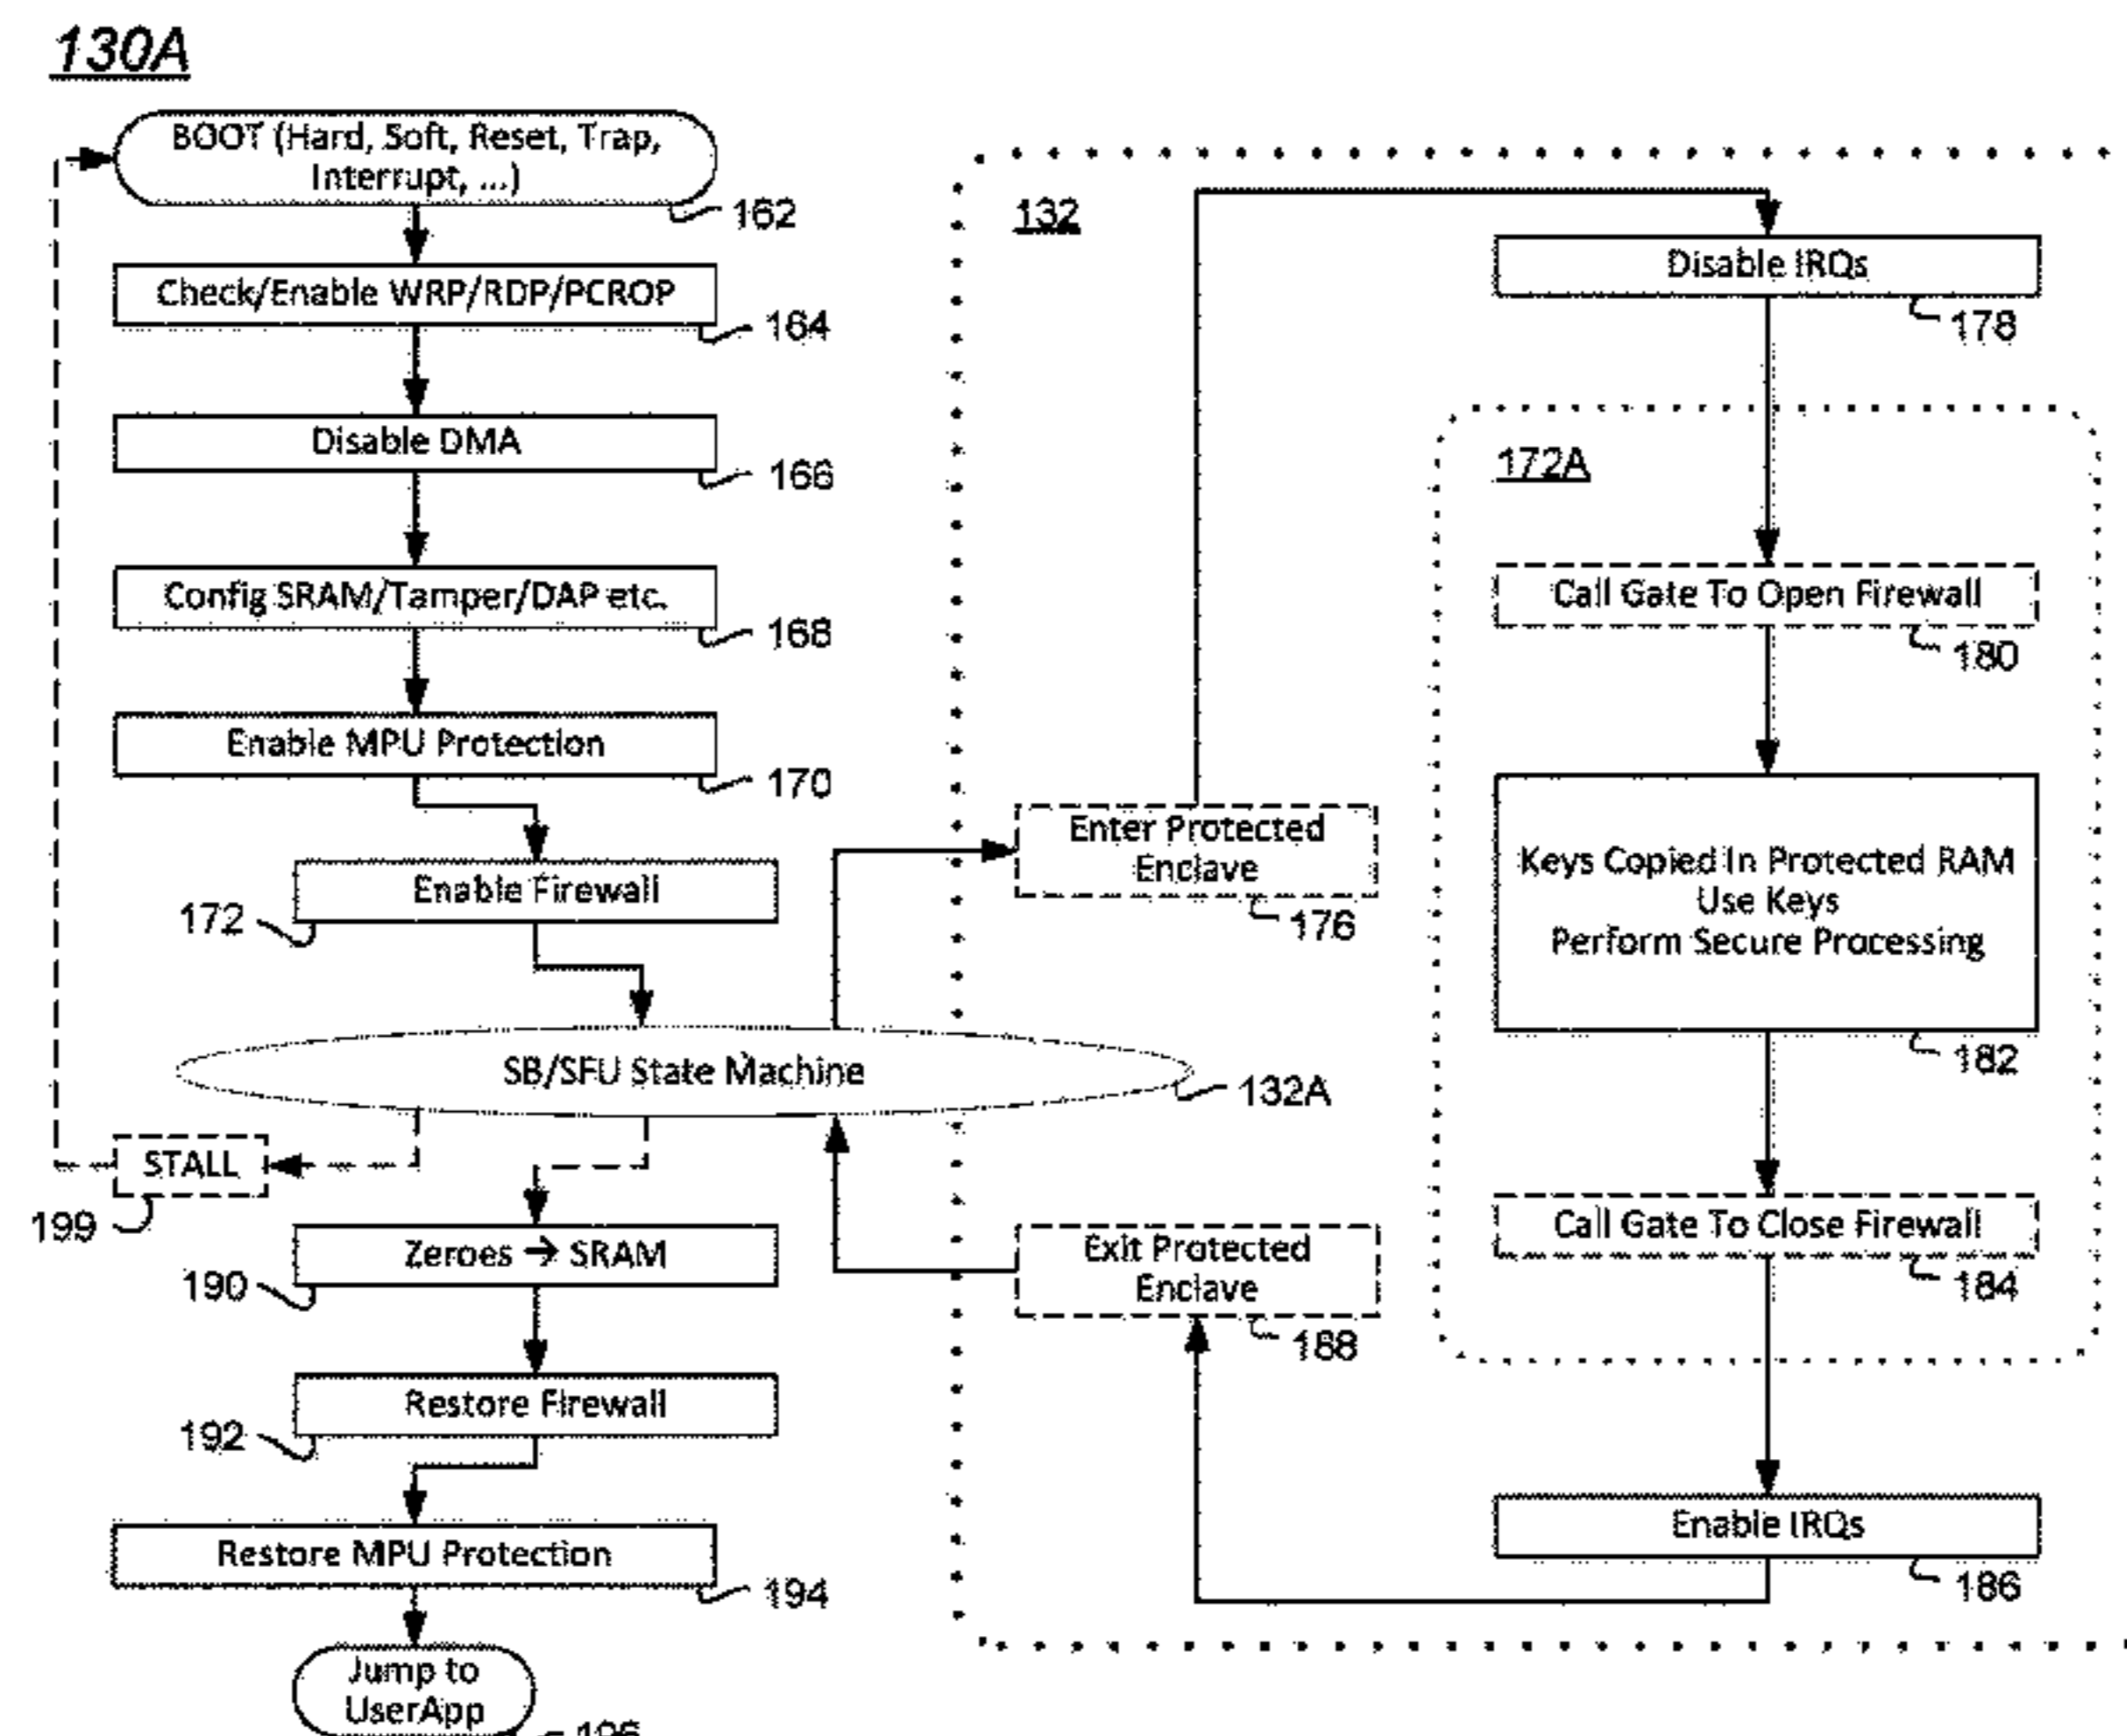 130A
BOOT (Hard, Soft, Reset, Trap,
Interrupt, ...)
162
Check/Enable WRP/RDP/PCROP
164
Disable DMA
166
Config SRAM/Tamper/DAP etc.
168
Enable MPU Protection
170
Enable Firewall
172
SB/SFU State Machine
132A
STALL
199
Zeroes → SRAM
190
Restore Firewall
192
Restore MPU Protection
194
Jump to
UserApp
196
132
Enter Protected
Enclave
176
Disable IRQs
178
172A
Call Gate To Open Firewall
180
Keys Copied In Protected RAM
Use Keys
Perform Secure Processing
182
Call Gate To Close Firewall
184
Enable IRQs
186
Exit Protected
Enclave
188